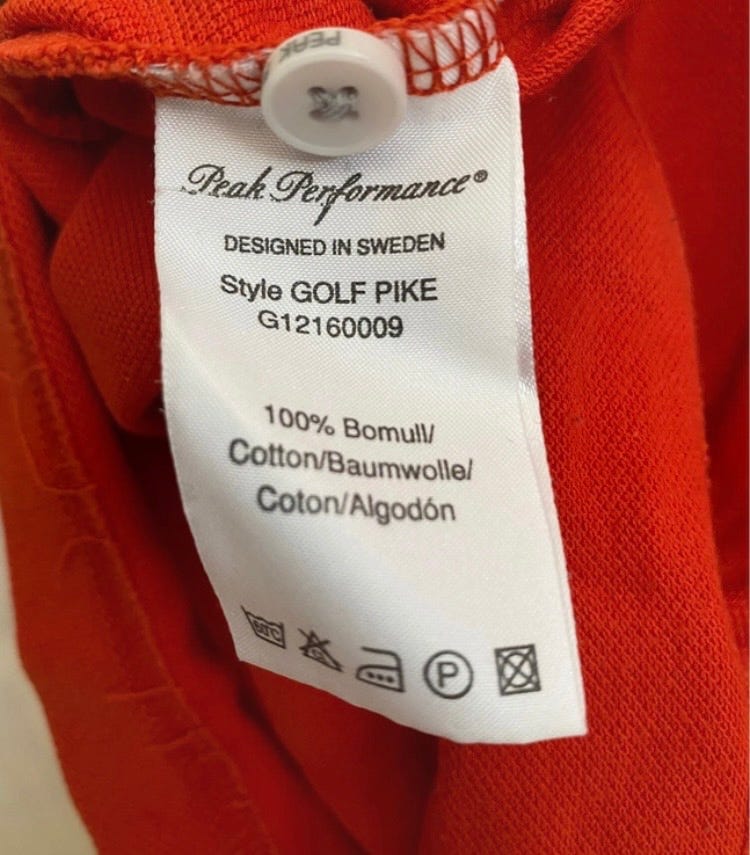 PEAK
Peak Performance®
DESIGNED IN SWEDEN
Style GOLF PIKE
G12160009
100% Bomull/
Cotton/Baumwolle/
Coton/Algodón
60°C
P